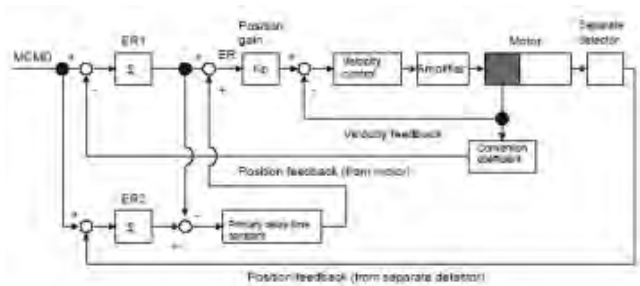 Position
gain
Separate
detector
ER1
Motor
MCMD
+
-
Σ
+
+
ER
Kp
+
-
Velocity
control
Amplifier
Velocity feedback
Conversion
coefficient
Position feedback (from motor)
ER2
+
-
Σ
-
+
Primary delay time
constant
Position feedback (from separate detector)